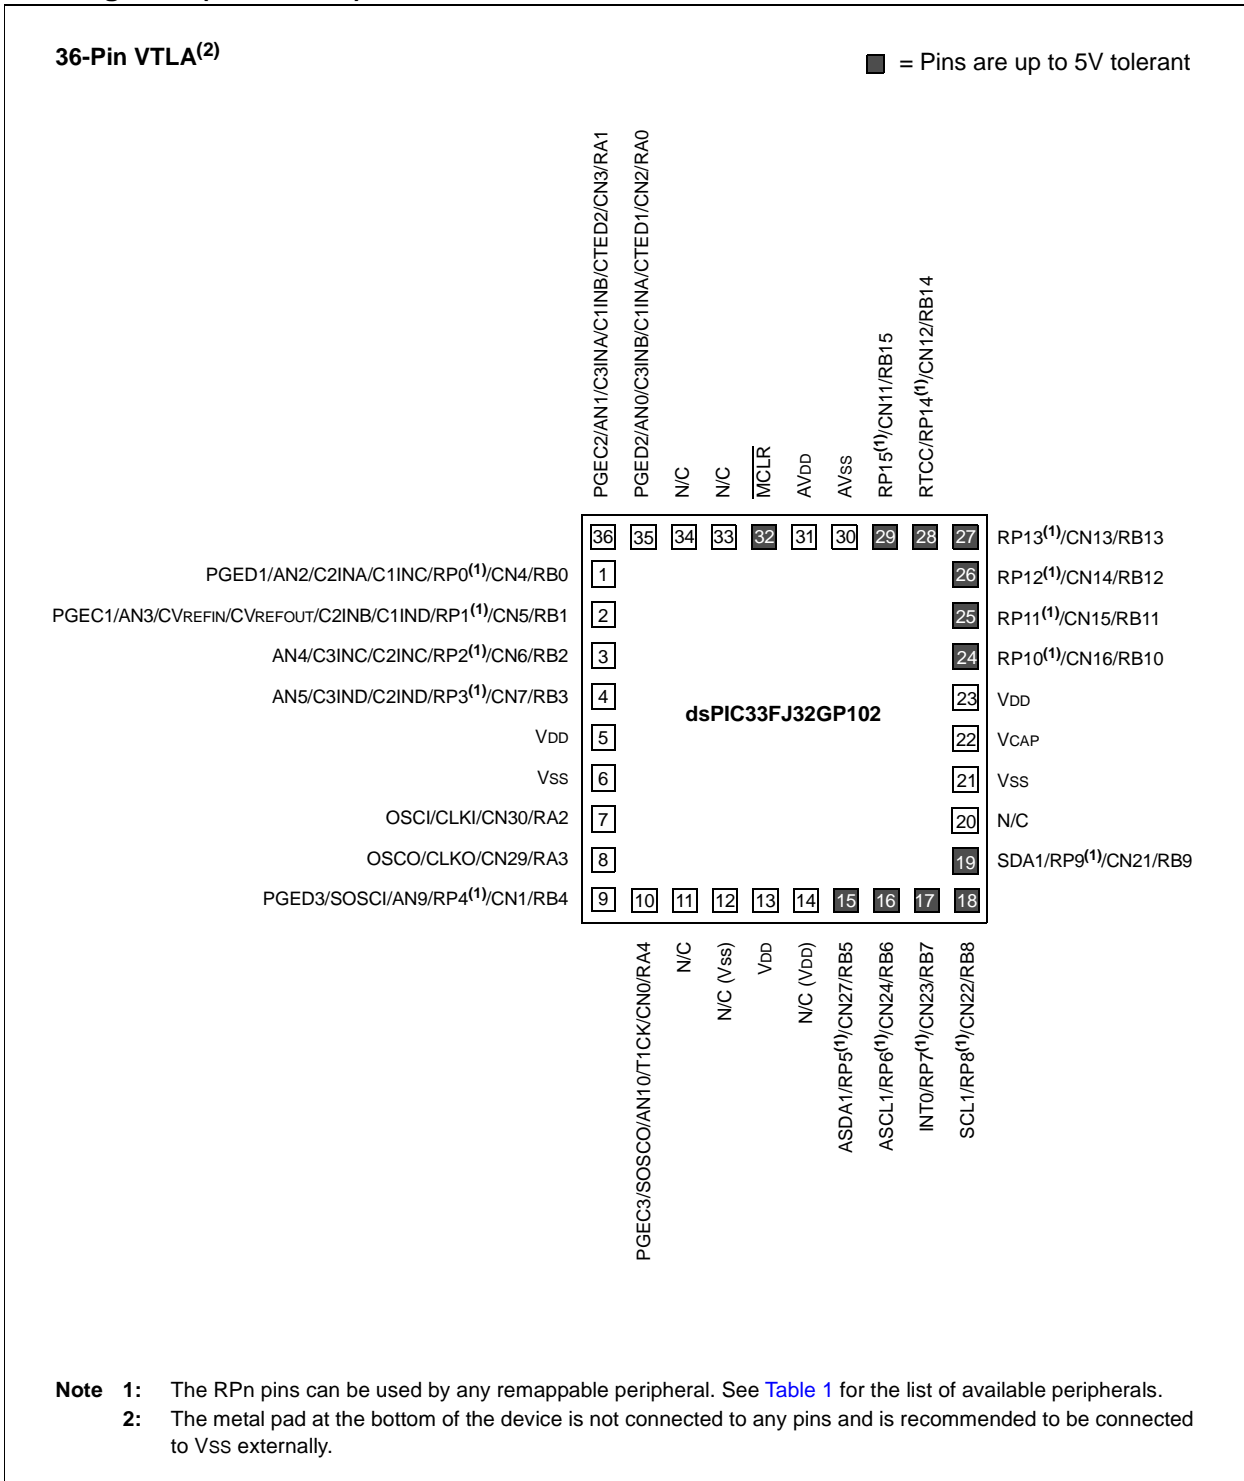 36-Pin VTLA(2)
= Pins are up to 5V tolerant
PGEC2/AN1/C3INA/C1INB/CTED2/CN3/RA1
PGED2/AN0/C3INB/C1INA/CTED1/CN2/RA0
N/C
N/C
MCLR
AVDD
AVSS
RP15(1)/CN11/RB15
RTCC/RP14(1)/CN12/RB14
36 35 34 33 32 31 30 29 28 27 RP13(1)/CN13/RB13
PGED1/AN2/C2INA/C1INC/RP0(1)/CN4/RB0 1 26 RP12(1)/CN14/RB12
PGEC1/AN3/CVREFIN/CVREFOUT/C2INB/C1IND/RP1(1)/CN5/RB1 2 25 RP11(1)/CN15/RB11
AN4/C3INC/C2INC/RP2(1)/CN6/RB2 3 24 RP10(1)/CN16/RB10
AN5/C3IND/C2IND/RP3(1)/CN7/RB3 4 23 VDD
dsPIC33FJ32GP102
VDD 5 22 VCAP
VSS 6 21 VSS
OSCI/CLKI/CN30/RA2 7 20 N/C
OSCO/CLKO/CN29/RA3 8 19 SDA1/RP9(1)/CN21/RB9
PGED3/SOSCI/AN9/RP4(1)/CN1/RB4 9 10 11 12 13 14 15 16 17 18
PGEC3/SOSCO/AN10/T1CK/CN0/RA4
N/C
N/C (Vss)
VDD
N/C (VDD)
ASDA1/RP5(1)/CN27/RB5
ASCL1/RP6(1)/CN24/RB6
INT0/RP7(1)/CN23/RB7
SCL1/RP8(1)/CN22/RB8
Note 1: The RPn pins can be used by any remappable peripheral. See Table 1 for the list of available peripherals.
2: The metal pad at the bottom of the device is not connected to any pins and is recommended to be connected
to VSS externally.